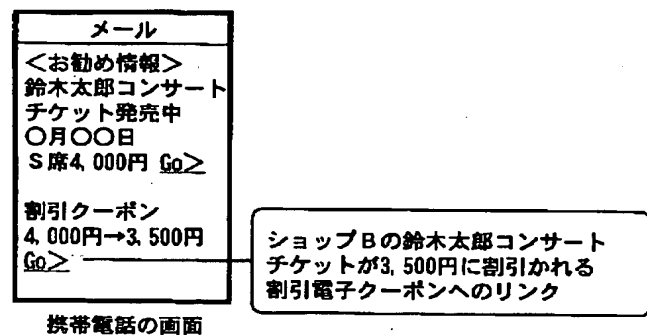 メール
<お勧め情報>
鈴木太郎コンサート
チケット発売中
〇月〇〇日
S席4,000円 Go>
割引クーポン
4,000円→3,500円
Go>
ショップBの鈴木太郎コンサート
チケットが3,500円に割引かれる
割引電子クーポンへのリンク
携帯電話の画面